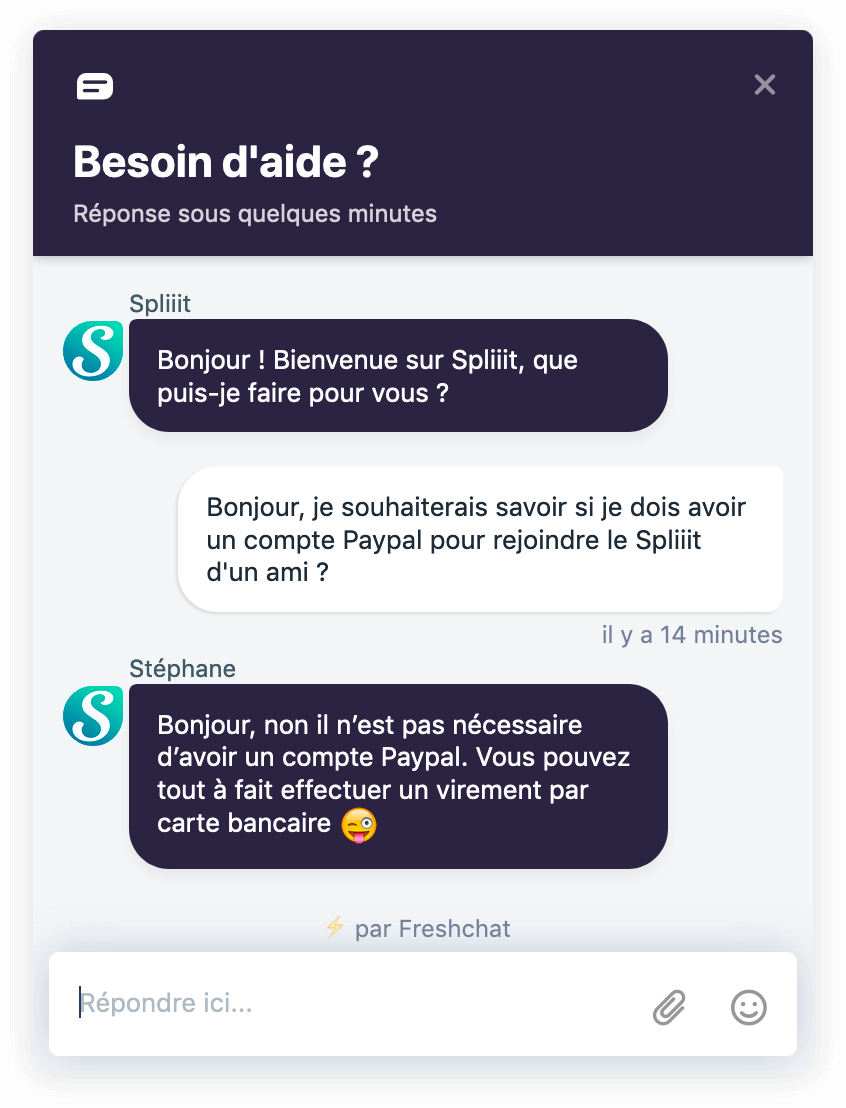 Besoin d'aide ?
Réponse sous quelques minutes
Spliiit
Bonjour ! Bienvenue sur Spliiit, que
puis-je faire pour vous ?
Bonjour, je souhaiterais savoir si je dois avoir
un compte Paypal pour rejoindre le Spliiit
d'un ami ?
il y a 14 minutes
Stéphane
Bonjour, non il n’est pas nécessaire
d’avoir un compte Paypal. Vous pouvez
tout à fait effectuer un virement par
carte bancaire 😜
⚡ par Freshchat
Répondre ici...